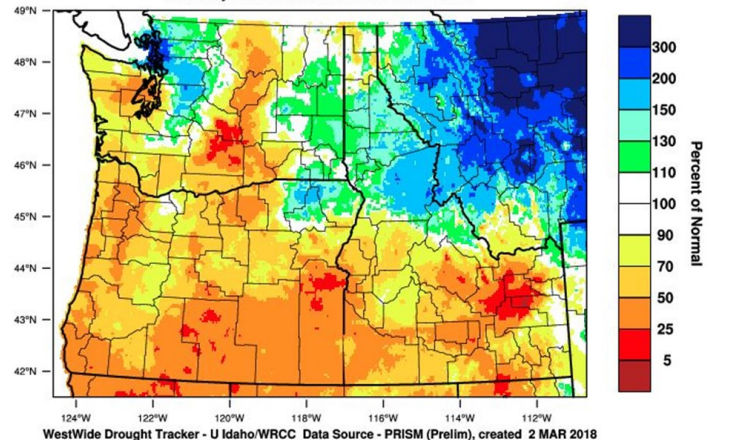 49°N
48°N
47°N
46°N
45°N
44°N
43°N
42°N
124°W 122°W 120°W 118°W 116°W 114°W 112°W
300
200
150
130
110
100
90
70
50
25
5
Percent of Normal
WestWide Drought Tracker - U Idaho/WRCC Data Source - PRISM (Prelim), created 2 MAR 2018